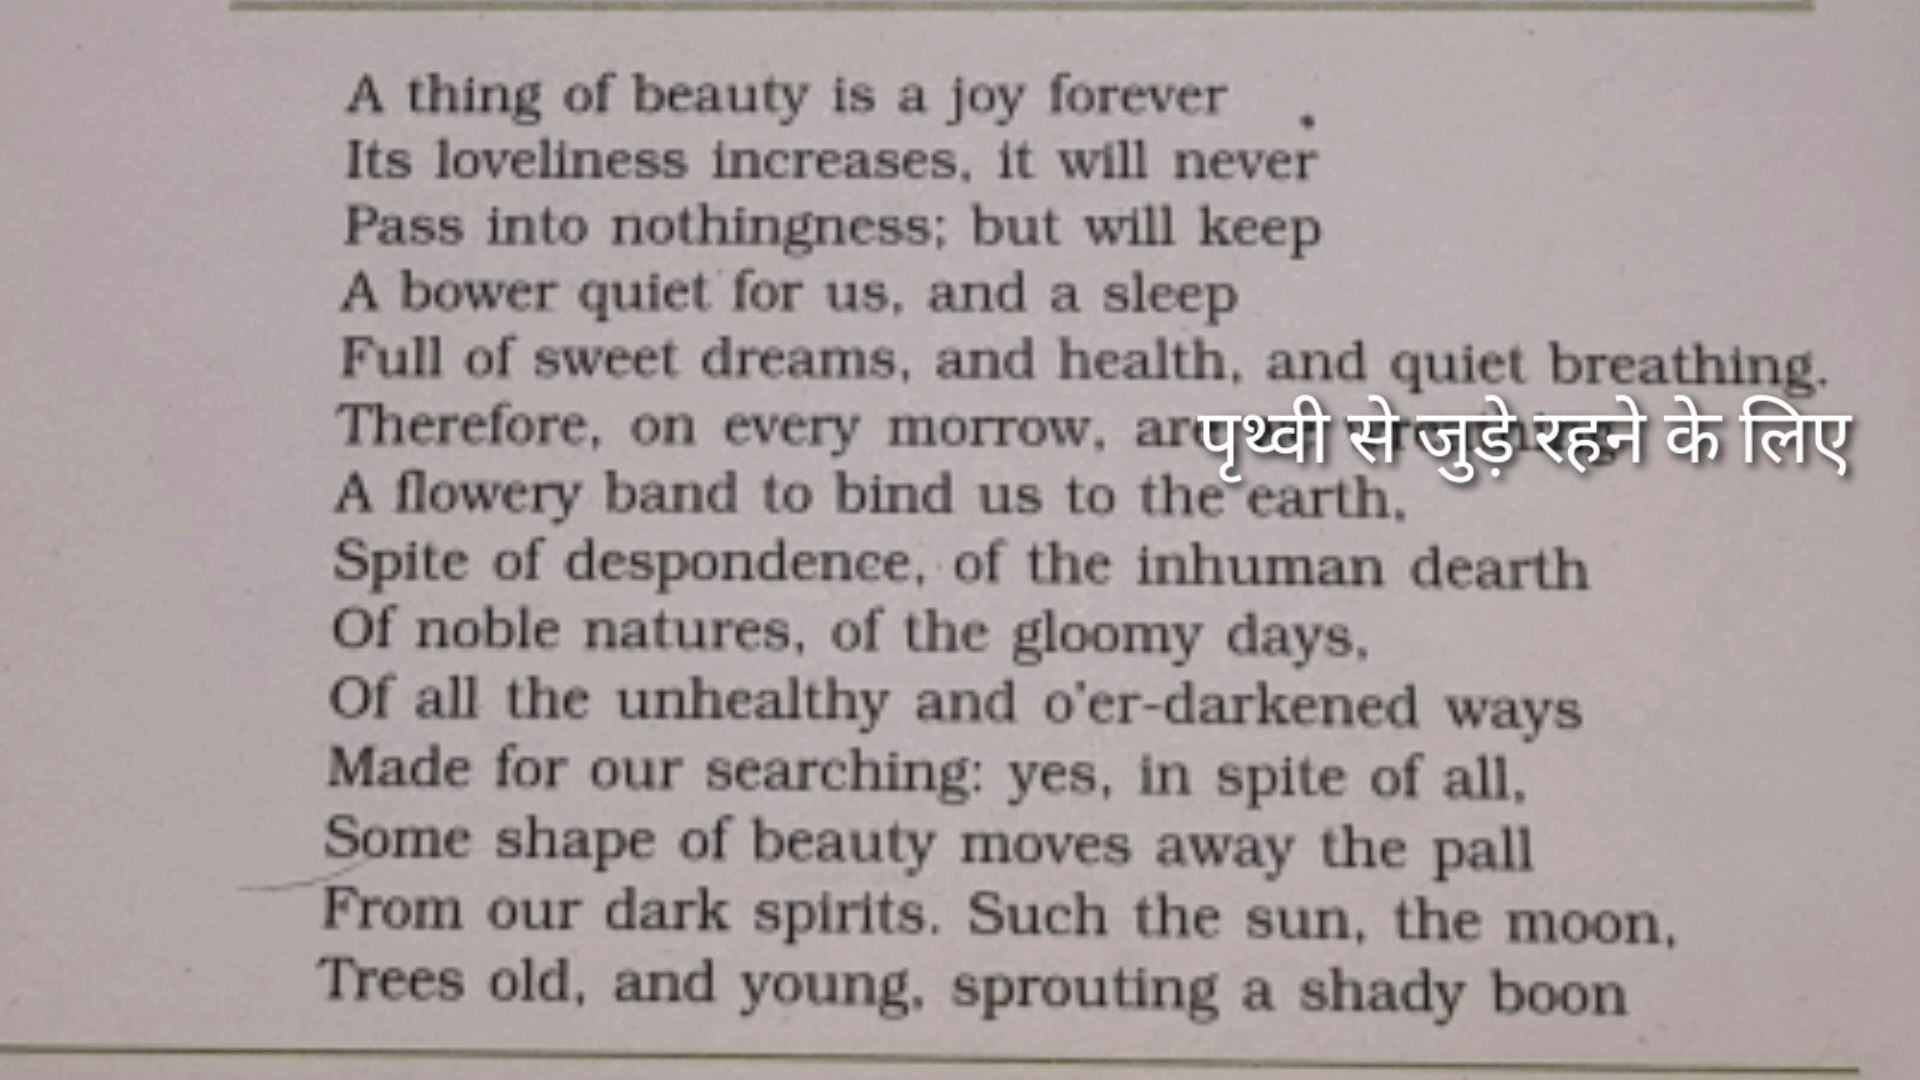 A thing of beauty is a joy forever
Its loveliness increases, it will never
Pass into nothingness; but will keep
A bower quiet for us, and a sleep
Full of sweet dreams, and health, and quiet breathing.
Therefore, on every morrow, are
पृथ्वी से जुड़े रहने के लिए
A flowery band to bind us to the earth,
Spite of despondence, of the inhuman dearth
Of noble natures, of the gloomy days,
Of all the unhealthy and o'er-darkened ways
Made for our searching: yes, in spite of all,
Some shape of beauty moves away the pall
From our dark spirits. Such the sun, the moon,
Trees old, and young, sprouting a shady boon